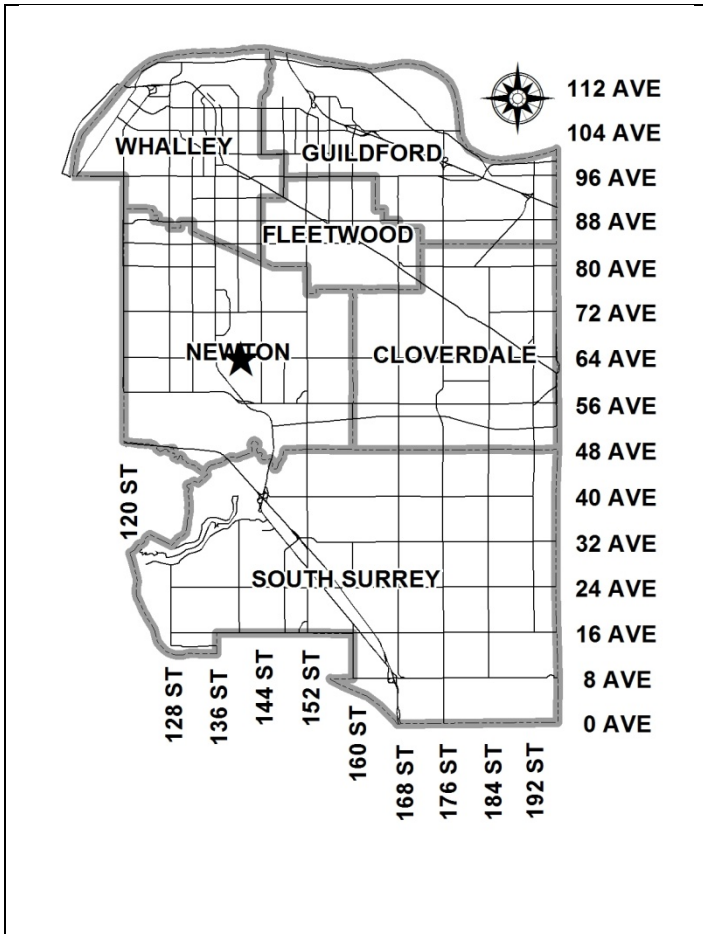 112 AVE
104 AVE
WHALLEY
GUILDFORD
96 AVE
88 AVE
FLEETWOOD
80 AVE
72 AVE
NEWTON
CLOVERDALE
64 AVE
56 AVE
48 AVE
120 ST
40 AVE
32 AVE
SOUTH SURREY
24 AVE
16 AVE
128 ST
136 ST
144 ST
152 ST
160 ST
8 AVE
0 AVE
168 ST
176 ST
184 ST
192 ST